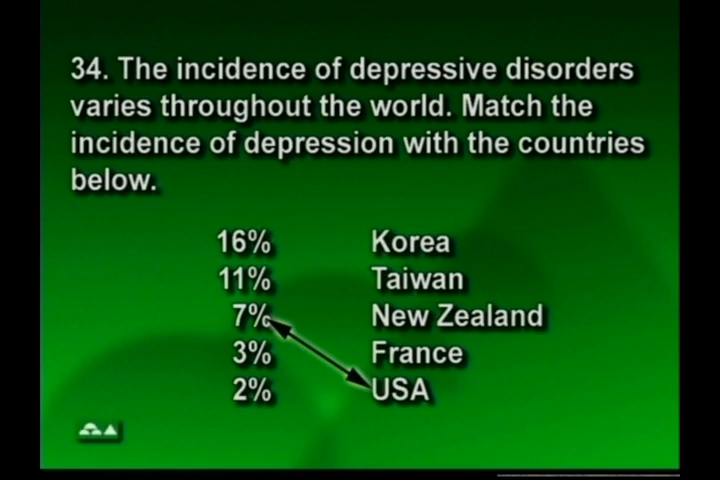 34. The incidence of depressive disorders
varies throughout the world. Match the
incidence of depression with the countries
below.
16% Korea
11% Taiwan
7% New Zealand
3% France
2% USA